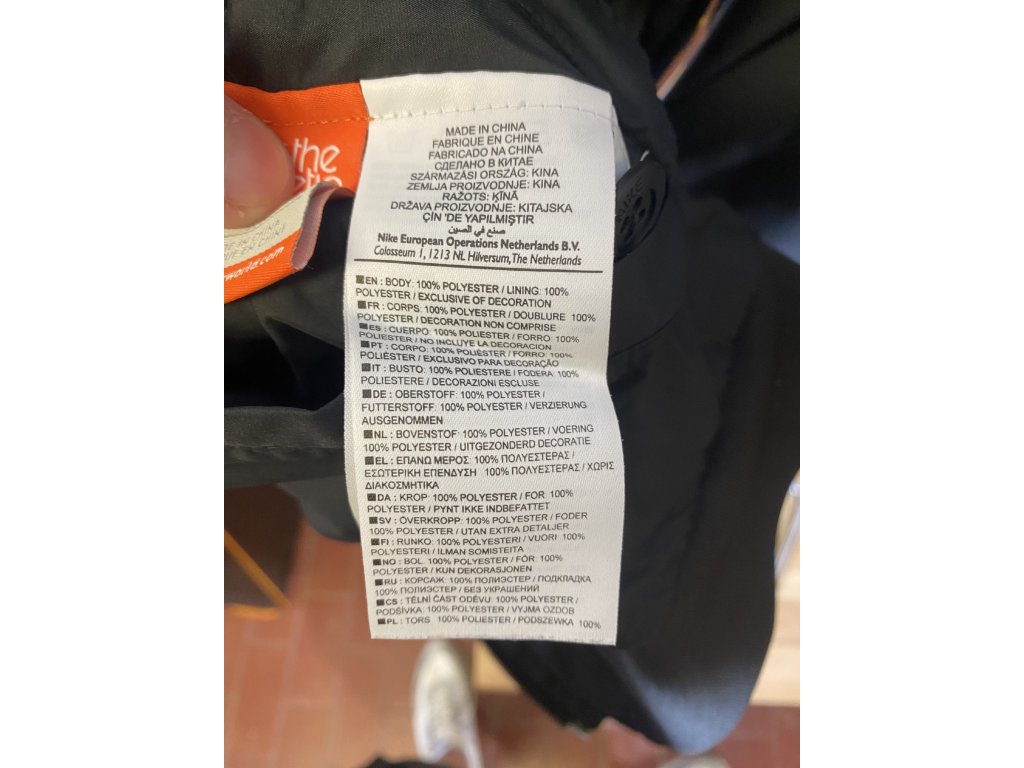 the
world.com
MADE IN CHINA
FABRIQUE EN CHINE
FABRICADO NA CHINA
СДЕЛАНО В КИТАЕ
SZÁRMAZÁSI ORSZÁG: KINA
ZEMLJA PROIZVODNJE: KINA
RAŽOTS: ĶĪNĀ
DRŽAVA PROIZVODNJE: KITAJSKA
ÇİN 'DE YAPILMIŞTIR
صنع في الصين
Nike European Operations Netherlands B.V.
Colosseum 1, 1213 NL Hilversum, The Netherlands
EN : BODY: 100% POLYESTER / LINING: 100%
POLYESTER / EXCLUSIVE OF DECORATION
FR : CORPS: 100% POLYESTER / DOUBLURE 100%
POLYESTER / DECORATION NON COMPRISE
ES : CUERPO: 100% POLIESTER / FORRO: 100%
POLIESTER / NO INCLUYE LA DECORACION
PT : CORPO: 100% POLIÉSTER / FORRO: 100%
POLIÉSTER / EXCLUSIVO PARA DECORAÇÃO
IT : BUSTO: 100% POLIESTERE / FODERA: 100%
POLIESTERE / DECORAZIONI ESCLUSE
DE : OBERSTOFF: 100% POLYESTER /
FUTTERSTOFF: 100% POLYESTER / VERZIERUNG
AUSGENOMMEN
NL : BOVENSTOF: 100% POLYESTER / VOERING
100% POLYESTER / UITGEZONDERD DECORATIE
EL : ΕΠΑΝΩ ΜΕΡΟΣ: 100% ΠΟΛΥΕΣΤΕΡΑΣ /
ΕΣΩΤΕΡΙΚΗ ΕΠΕΝΔΥΣΗ 100% ΠΟΛΥΕΣΤΕΡΑΣ / ΧΩΡΙΣ
ΔΙΑΚΟΣΜΗΤΙΚΑ
DA : KROP: 100% POLYESTER / FOR: 100%
POLYESTER / PYNT IKKE INDBEFATTET
SV : ÖVERKROPP: 100% POLYESTER / FODER
100% POLYESTER / UTAN EXTRA DETALJER
FI : RUNKO: 100% POLYESTERI / VUORI: 100%
POLYESTERI / ILMAN SOMISTEITA
NO : BOL: 100% POLYESTER / FÔR: 100%
POLYESTER / KUN DEKORASJONEN
RU : КОРСАЖ: 100% ПОЛИЭСТЕР / ПОДКЛАДКА
100% ПОЛИЭСТЕР / БЕЗ УКРАШЕНИЙ
CS : TĚLNÍ ČÁST ODĚVU: 100% POLYESTER /
PODŠÍVKA: 100% POLYESTER / VYJMA OZDOB
PL : TORS 100% POLIESTER / PODSZEWKA 100%